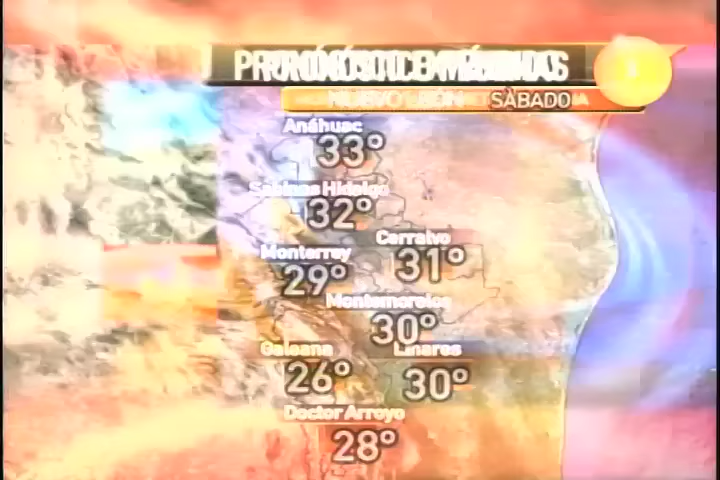 NUEVO LEÓN SÁBADO
Anáhuac
33°
Sabinas Hidalgo
32°
Cerralvo
Monterrey
31°
29°
Montemorelos
30°
Galeana Linares
26° 30°
Doctor Arroyo
28°